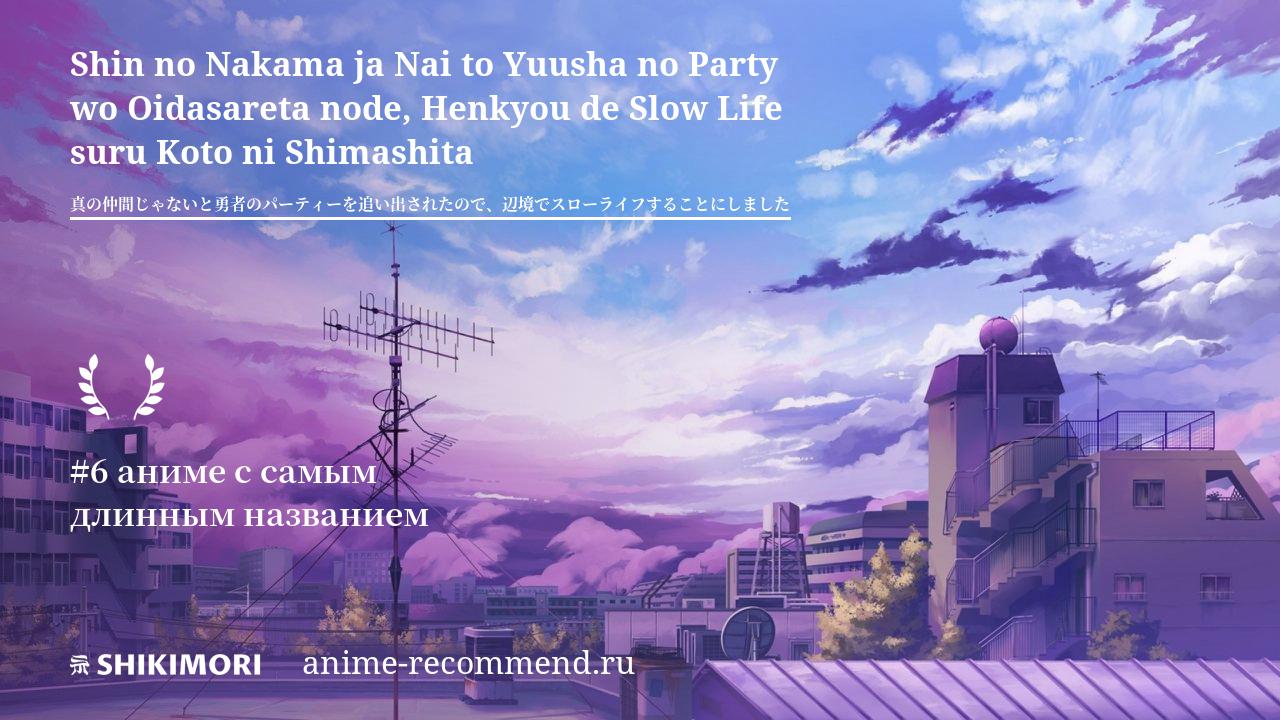 Shin no Nakama ja Nai to Yuusha no Party
wo Oidasareta node, Henkyou de Slow Life
suru Koto ni Shimashita
真の仲間じゃないと勇者のパーティーを追い出されたので、辺境でスローライフすることにしました
#6 аниме с самым
длинным названием
SHIKIMORI anime-recommend.ru